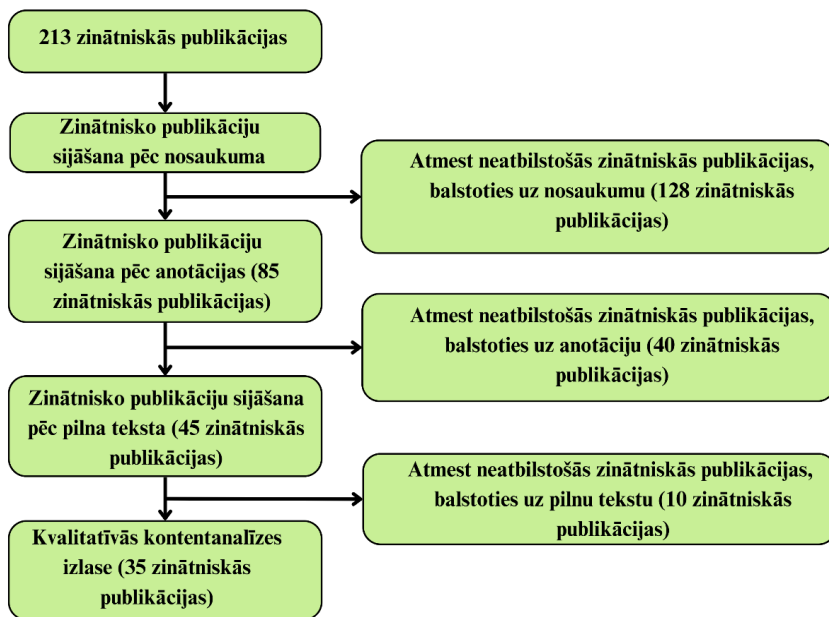 213 zinātniskās publikācijas
Zinātnisko publikāciju
sijāšana pēc nosaukuma
Atmest neatbilstošās zinātniskās publikācijas,
balstoties uz nosaukumu (128 zinātniskās
publikācijas)
Zinātnisko publikāciju
sijāšana pēc anotācijas (85
zinātniskās publikācijas)
Atmest neatbilstošās zinātniskās publikācijas,
balstoties uz anotāciju (40 zinātniskās
publikācijas)
Zinātnisko publikāciju sijāšana
pēc pilna teksta (45 zinātniskās
publikācijas)
Atmest neatbilstošās zinātniskās publikācijas,
balstoties uz pilnu tekstu (10 zinātniskās
publikācijas)
Kvalitatīvās kontentanalīzes
izlase (35 zinātniskās
publikācijas)